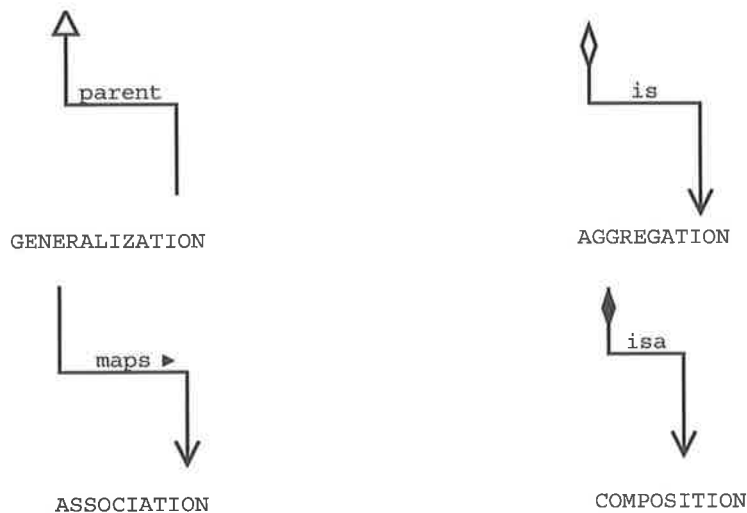 parent
is
GENERALIZATION
AGGREGATION
maps ►
isa
ASSOCIATION
COMPOSITION